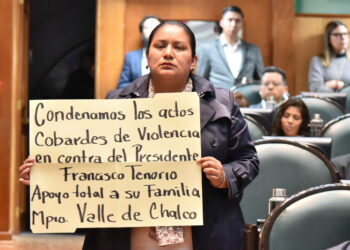 Condenamos los actos
Cobardes de Violencia
en contra del Presidente
Francisco Tenorio
Apoyo total a su Familia
Mpio. Valle de Chalco